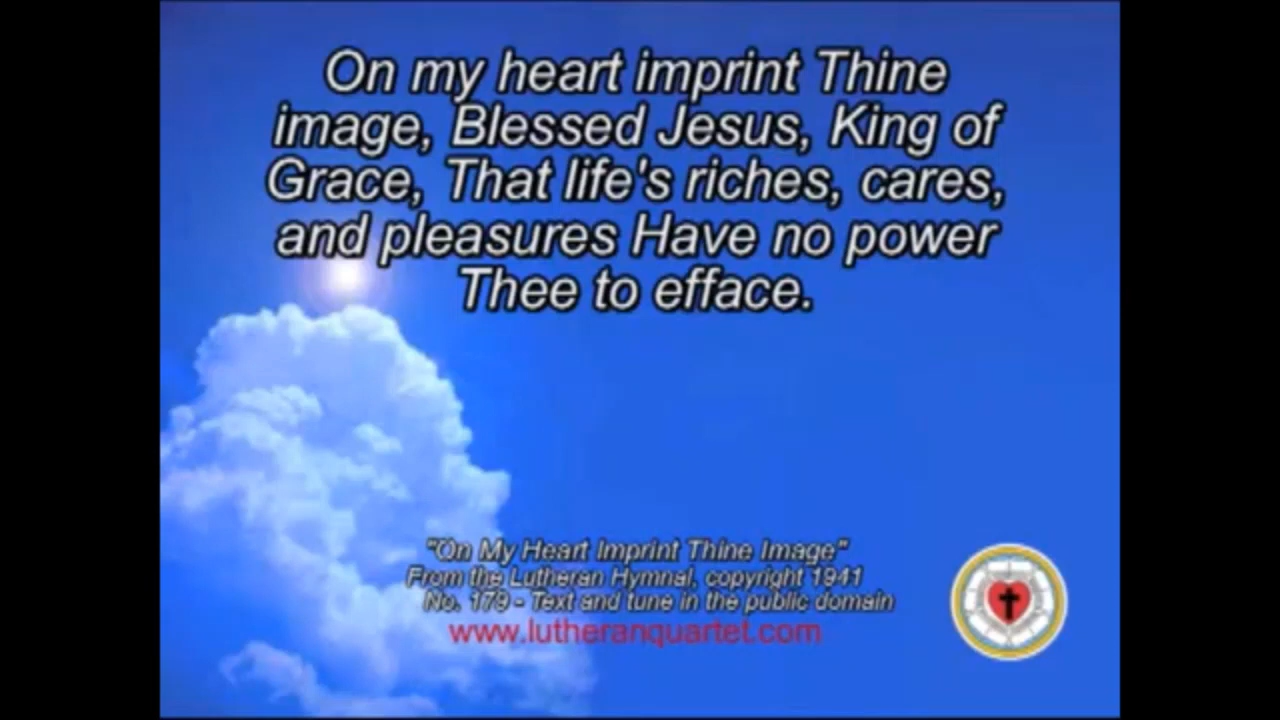 On my heart imprint Thine
image, Blessed Jesus, King of
Grace, That life's riches, cares,
and pleasures Have no power
Thee to efface.
"On My Heart Imprint Thine Image"
From the Lutheran Hymnal, copyright 1941
No. 179 - Text and tune in the public domain
www.lutheranquartet.com